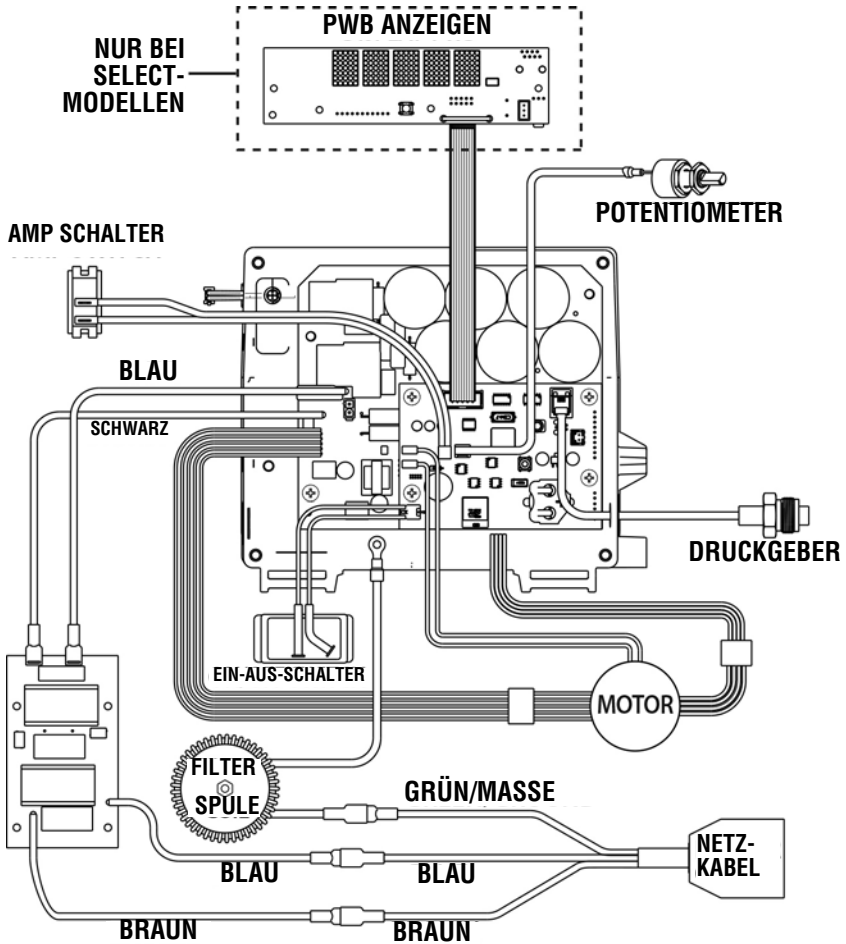 PWB ANZEIGEN
NUR BEI
SELECT-
MODELLEN
POTENTIOMETER
AMP SCHALTER
BLAU
SCHWARZ
DRUCKGEBER
EIN-AUS-SCHALTER
MOTOR
FILTER
SPULE
GRÜN/MASSE
NETZ-
KABEL
BLAU
BLAU
BRAUN
BRAUN